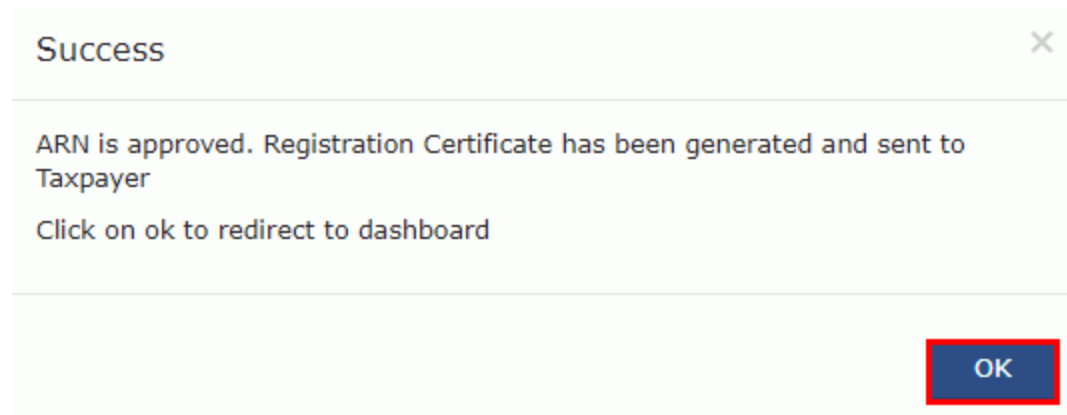 Success
ARN is approved. Registration Certificate has been generated and sent to
Taxpayer
Click on ok to redirect to dashboard
OK